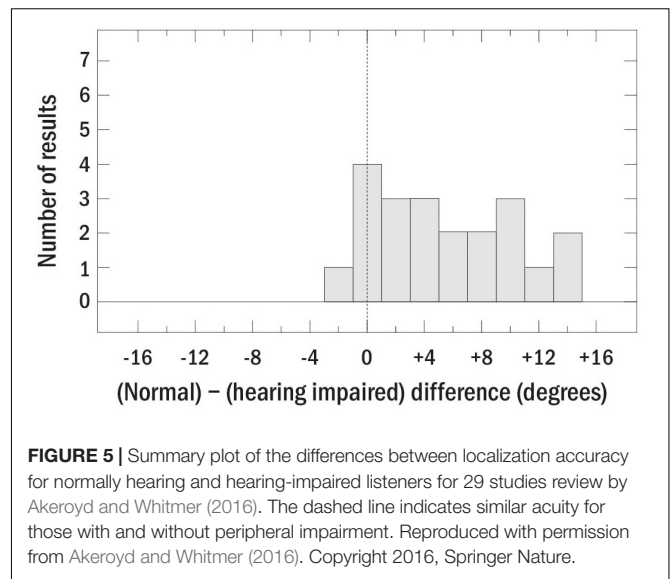 7
6
5
4
3
2
1
0
Number of results
-16 -12 -8 -4 0 +4 +8 +12 +16
(Normal) – (hearing impaired) difference (degrees)
FIGURE 5 | Summary plot of the differences between localization accuracy
for normally hearing and hearing-impaired listeners for 29 studies review by
Akeroyd and Whitmer (2016). The dashed line indicates similar acuity for
those with and without peripheral impairment. Reproduced with permission
from Akeroyd and Whitmer (2016). Copyright 2016, Springer Nature.